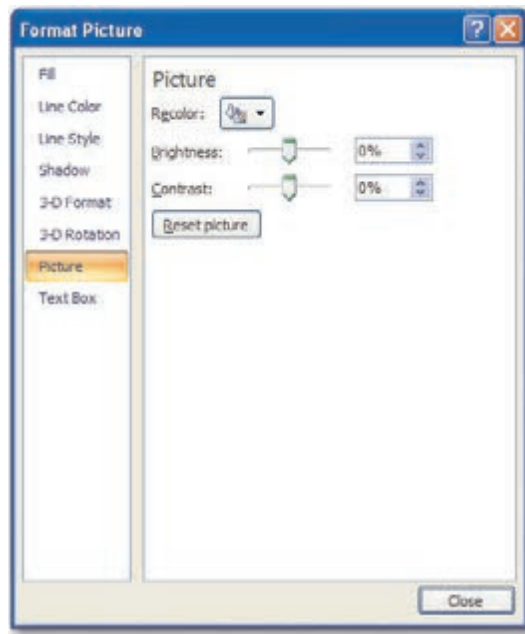 Format Picture
Fill
Line Color
Line Style
Shadow
3-D Format
3-D Rotation
Picture
Text Box
Picture
Recolor:
Brightness: 0%
Contrast: 0%
Reset picture
Close